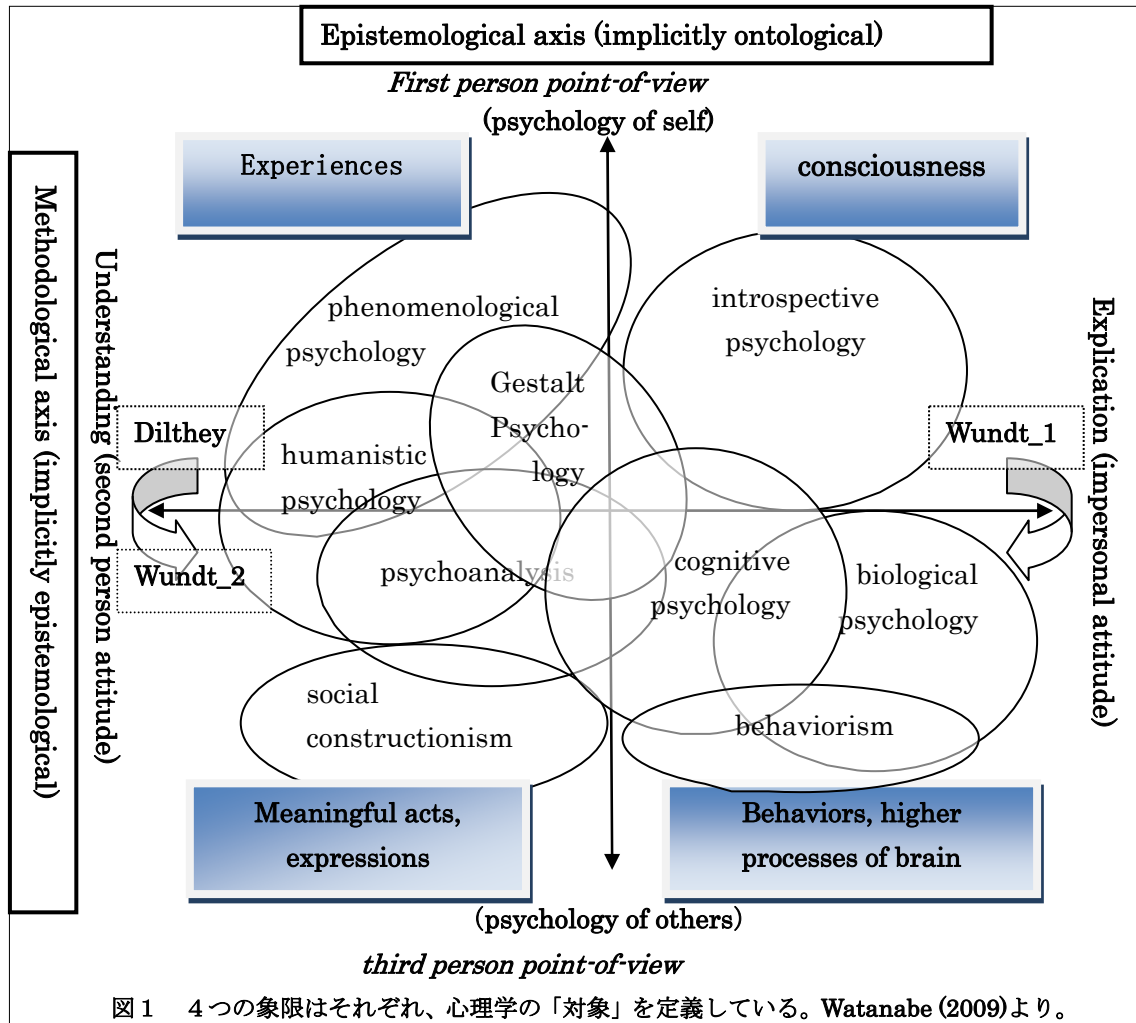 Epistemological axis (implicitly ontological)
First person point-of-view
(psychology of self)
Experiences
consciousness
Methodological axis (implicitly epistemological)
Understanding (second person attitude)
Explication (impersonal attitude)
phenomenological
psychology
introspective
psychology
Gestalt
Psycho-
logy
Dilthey
Wundt_1
humanistic
psychology
Wundt_2
psychoanalysis
cognitive
psychology
biological
psychology
social
constructionism
behaviorism
Meaningful acts,
expressions
Behaviors, higher
processes of brain
(psychology of others)
third person point-of-view
図１　４つの象限はそれぞれ、心理学の「対象」を定義している。Watanabe (2009)より。